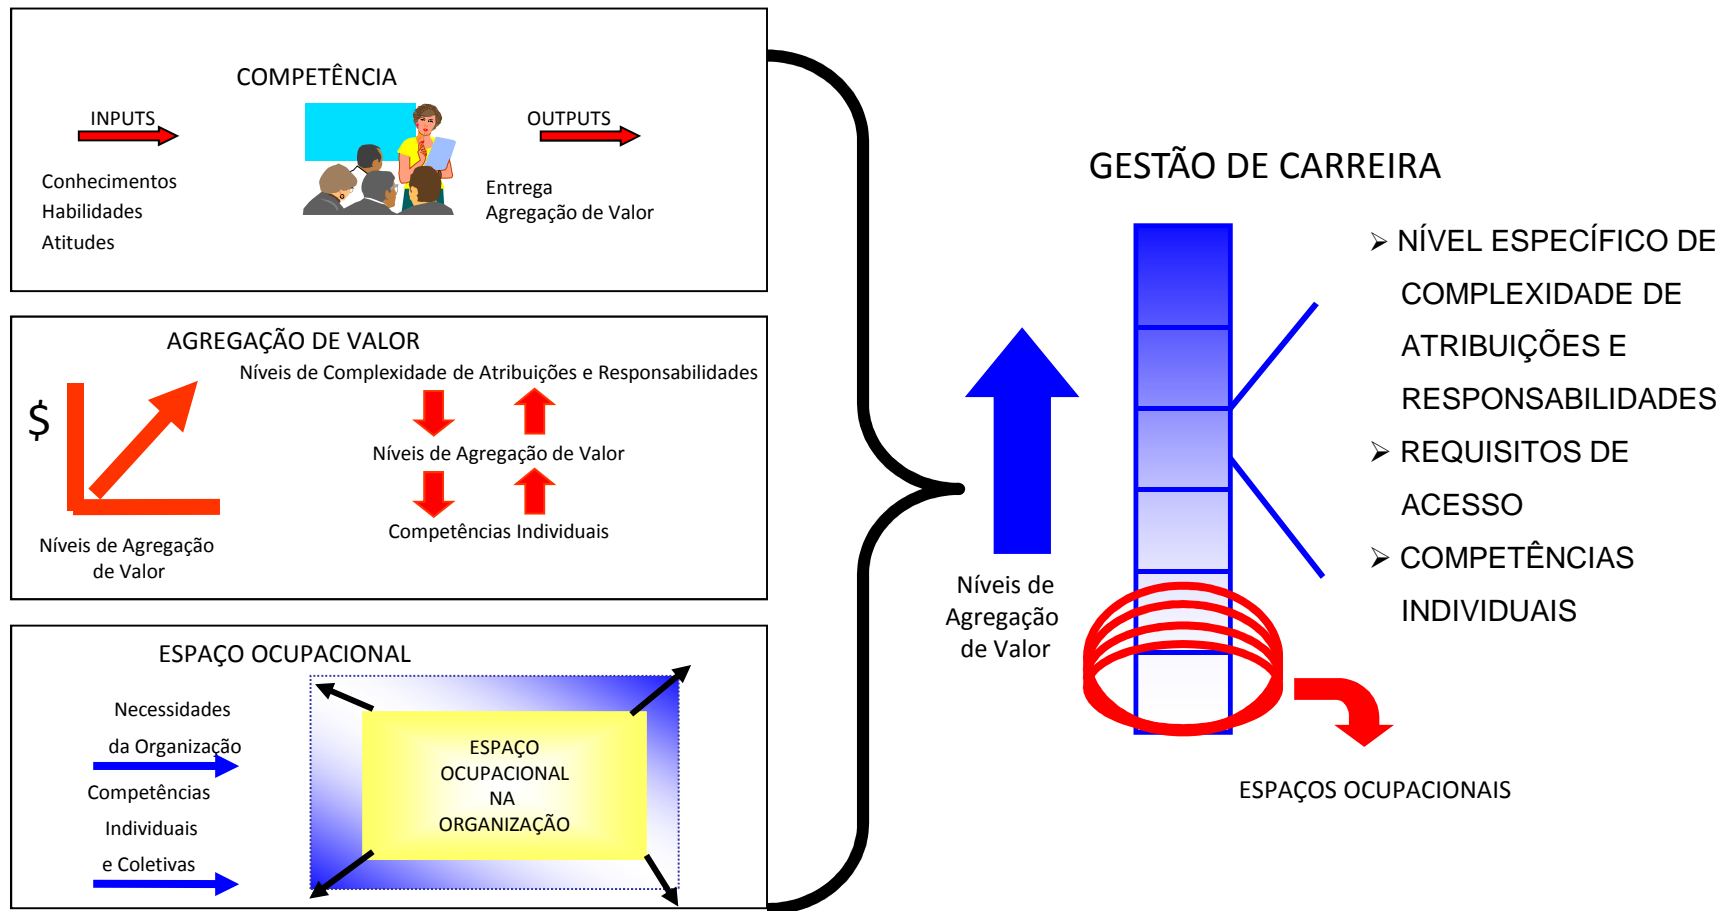 COMPETÊNCIA
INPUTS
Conhecimentos
Habilidades
Atitudes
OUTPUTS
Entrega
Agregação de Valor
AGREGAÇÃO DE VALOR
$
Níveis de Agregação
de Valor
Níveis de Complexidade de Atribuições e Responsabilidades
Níveis de Agregação de Valor
Competências Individuais
ESPAÇO OCUPACIONAL
Necessidades
da Organização
Competências
Individuais
e Coletivas
ESPAÇO
OCUPACIONAL
NA
ORGANIZAÇÃO
GESTÃO DE CARREIRA
Níveis de
Agregação
de Valor
➢ NÍVEL ESPECÍFICO DE
COMPLEXIDADE DE
ATRIBUIÇÕES E
RESPONSABILIDADES
➢ REQUISITOS DE
ACESSO
➢ COMPETÊNCIAS
INDIVIDUAIS
ESPAÇOS OCUPACIONAIS